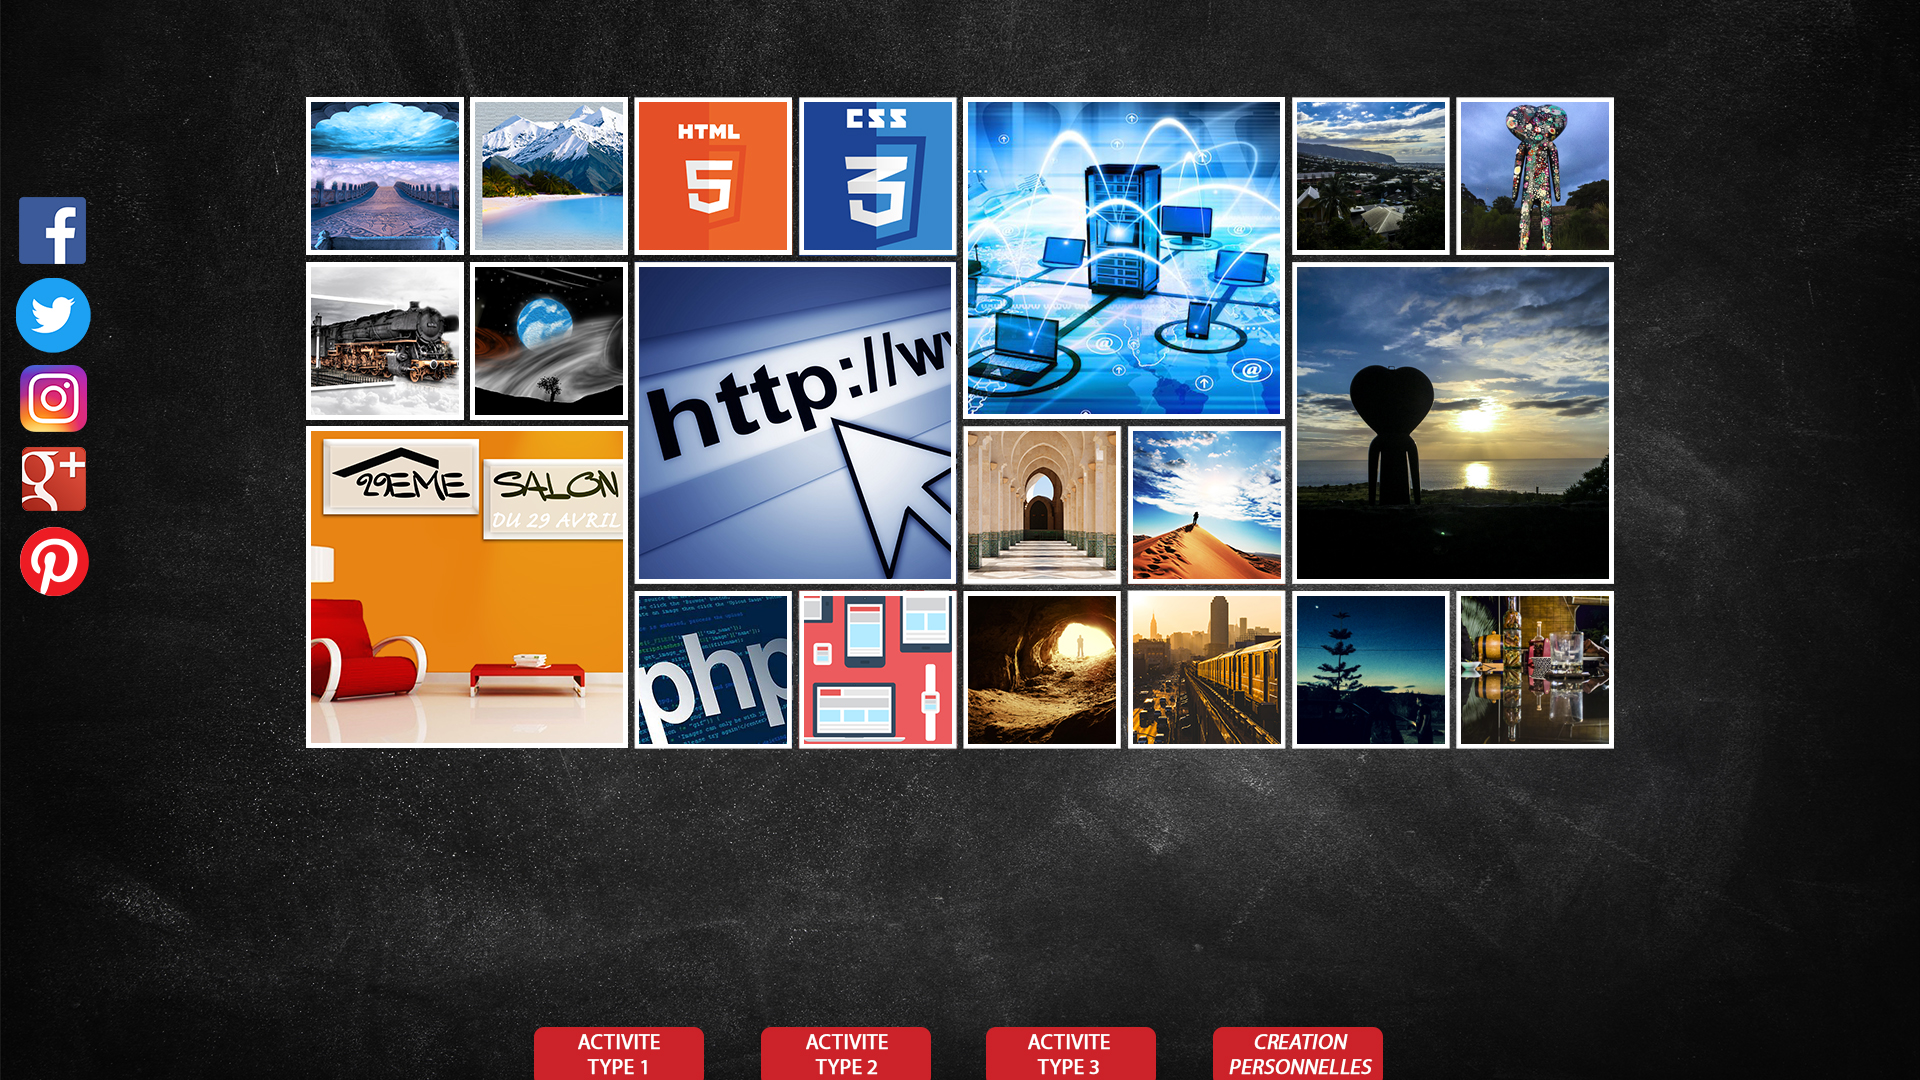 HTML
5
CSS
3
f
g+
29EME
SALON
DU 29 AVRIL
http://w
@
@
@
php
ACTIVITE
TYPE 1
ACTIVITE
TYPE 2
ACTIVITE
TYPE 3
CREATION
PERSONNELLES